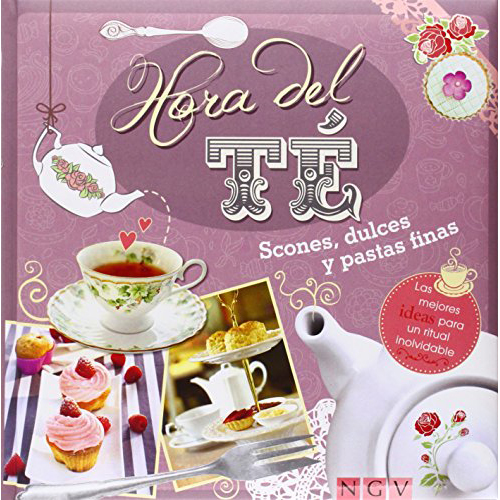 Hora del
TÉ
Scones, dulces
y pastas finas
Las
mejores
ideas para
un ritual
inolvidable
NGV